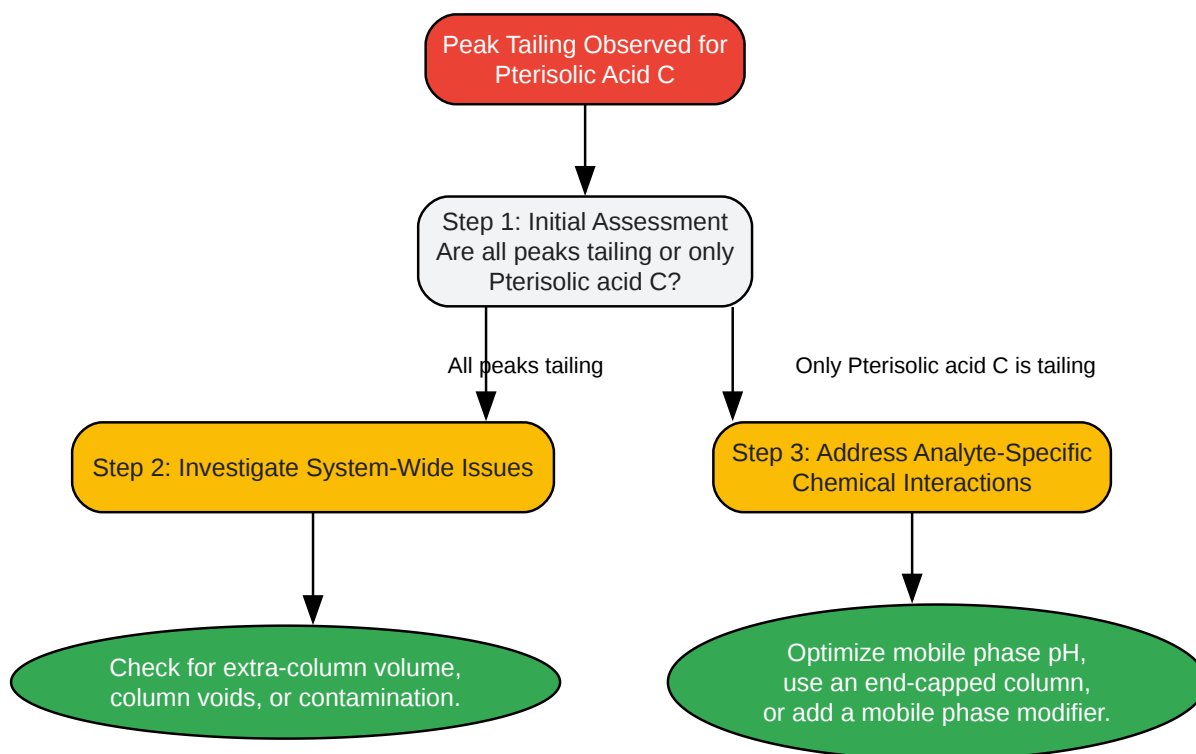 Peak Tailing Observed for
Pterisolic Acid C
Step 1: Initial Assessment
Are all peaks tailing or only
Pterisolic acid C?
All peaks tailing
Only Pterisolic acid C is tailing
Step 2: Investigate System-Wide Issues
Step 3: Address Analyte-Specific
Chemical Interactions
Check for extra-column volume,
column voids, or contamination.
Optimize mobile phase pH,
use an end-capped column,
or add a mobile phase modifier.